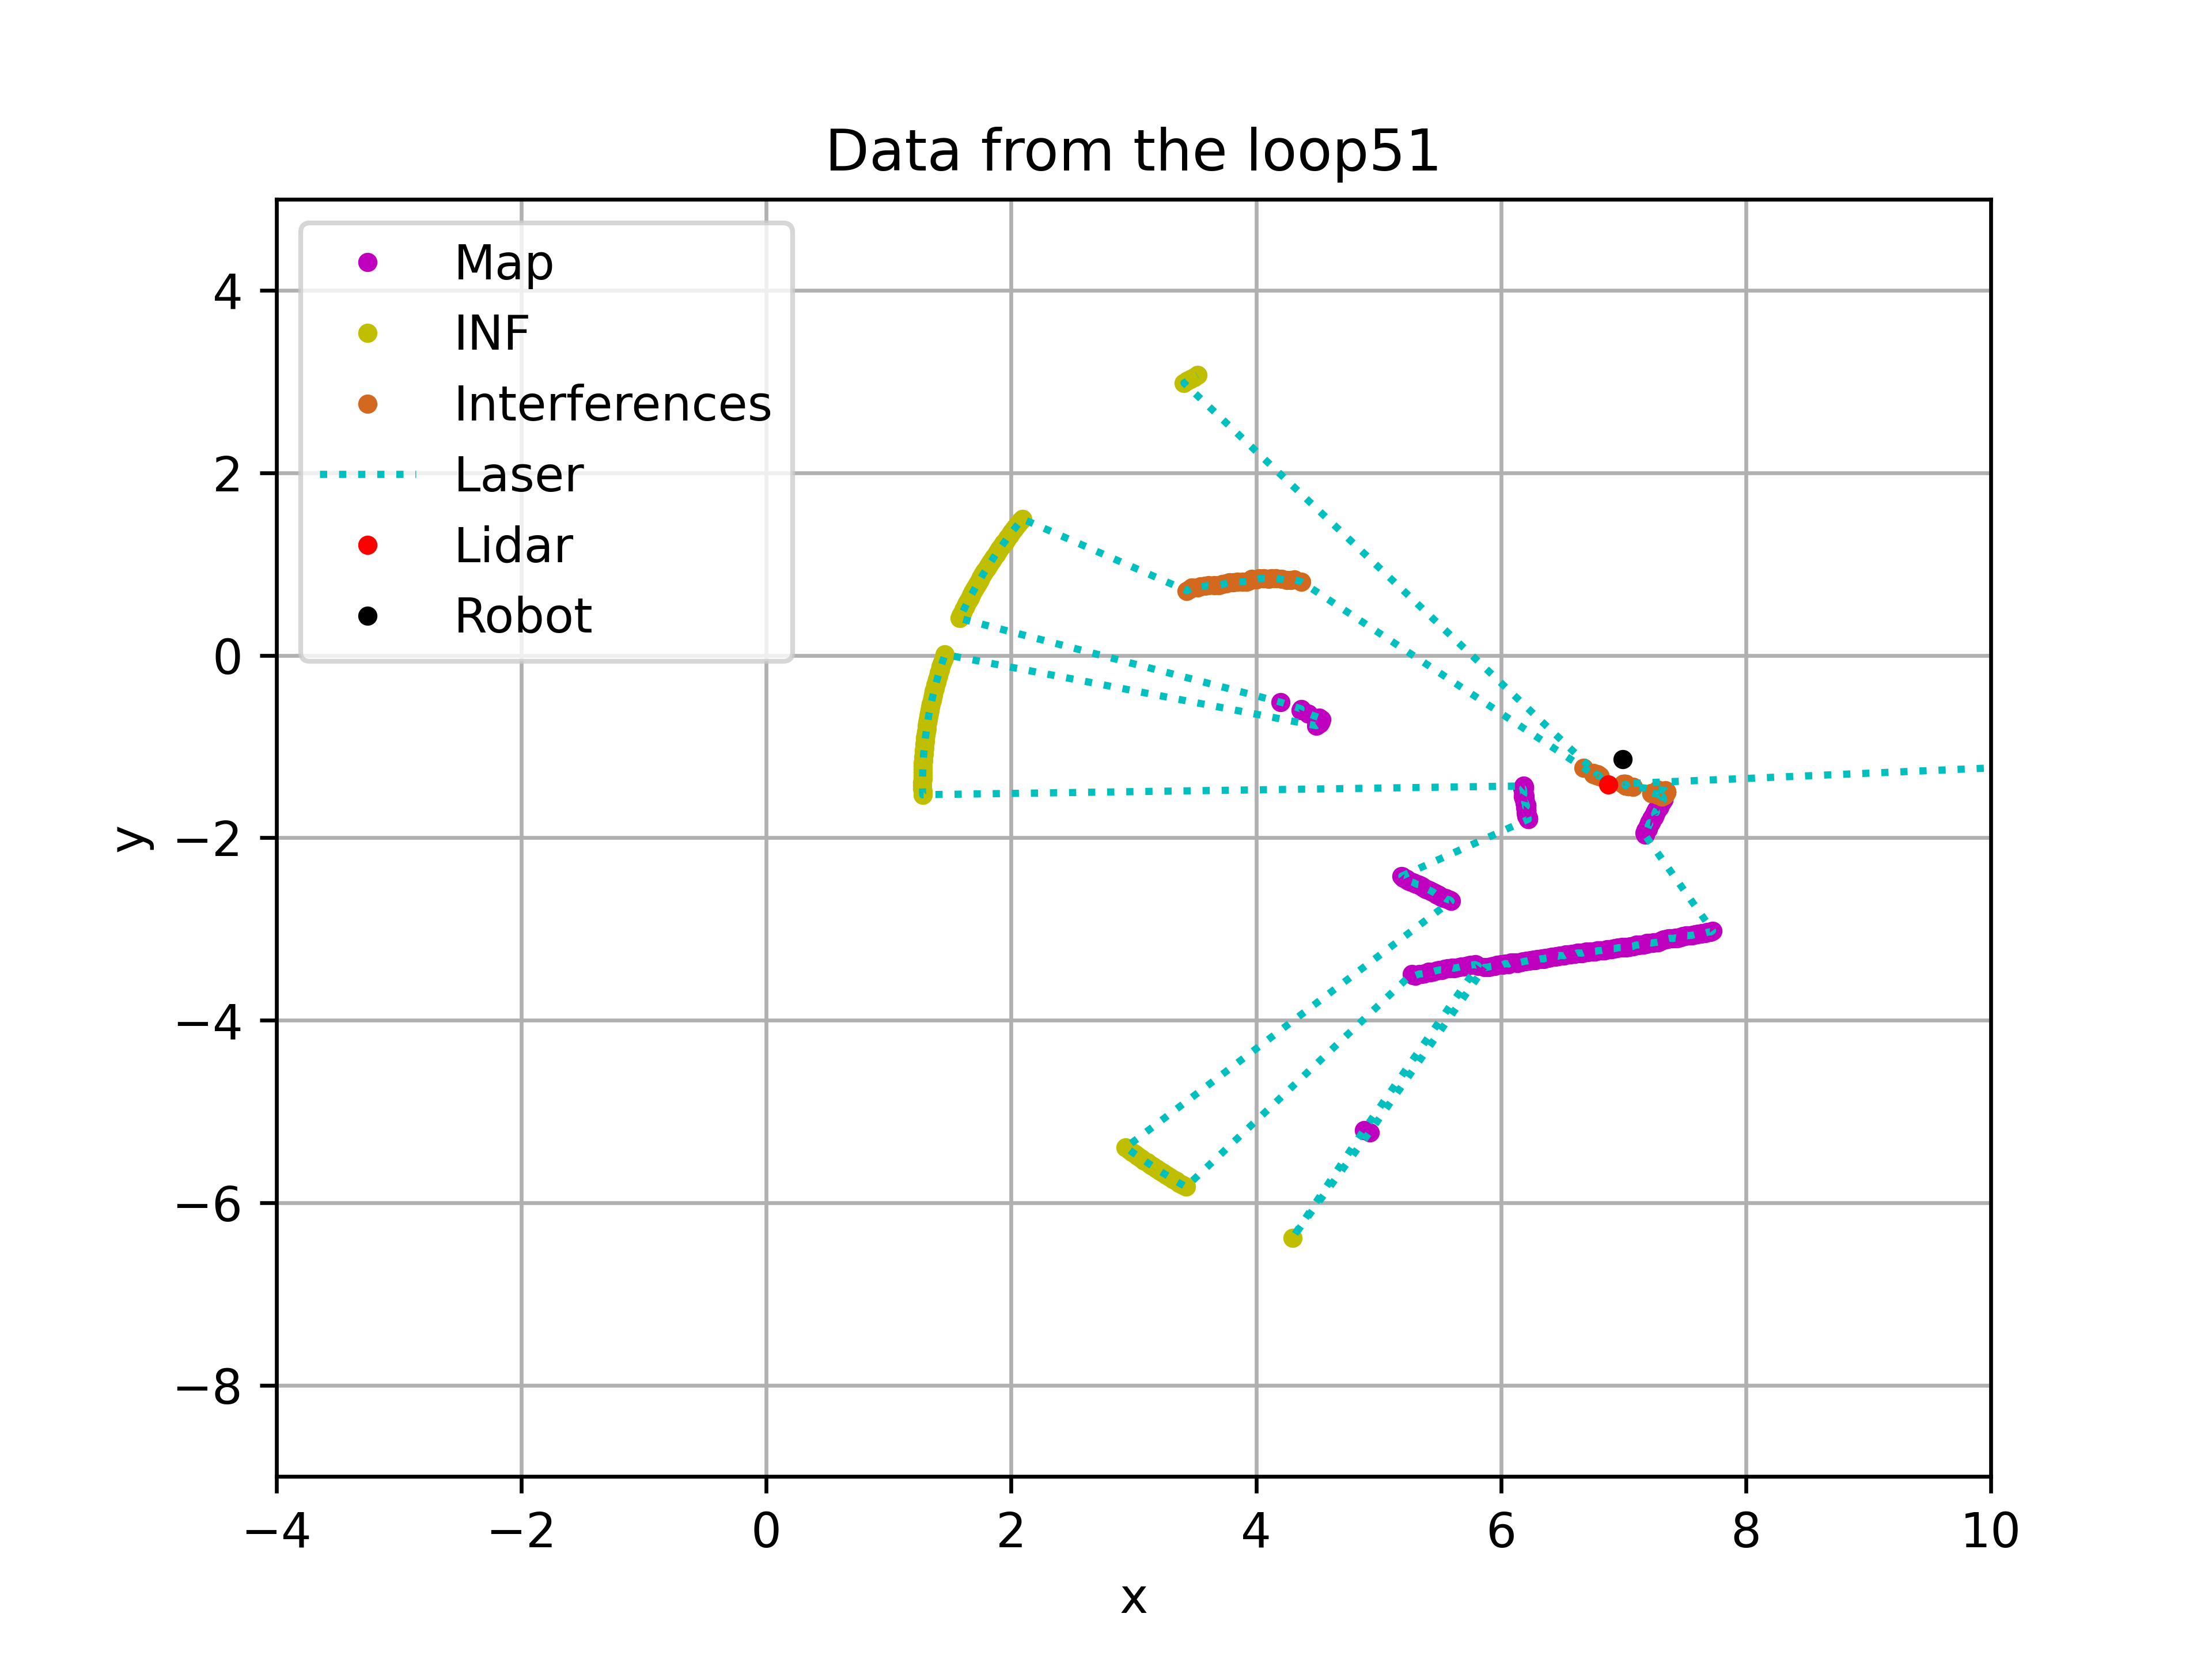 Data from the loop51
Map
INF
Interferences
Laser
Lidar
Robot
4
2
0
−2
−4
−6
−8
y
−4 −2 0 2 4 6 8 10
x